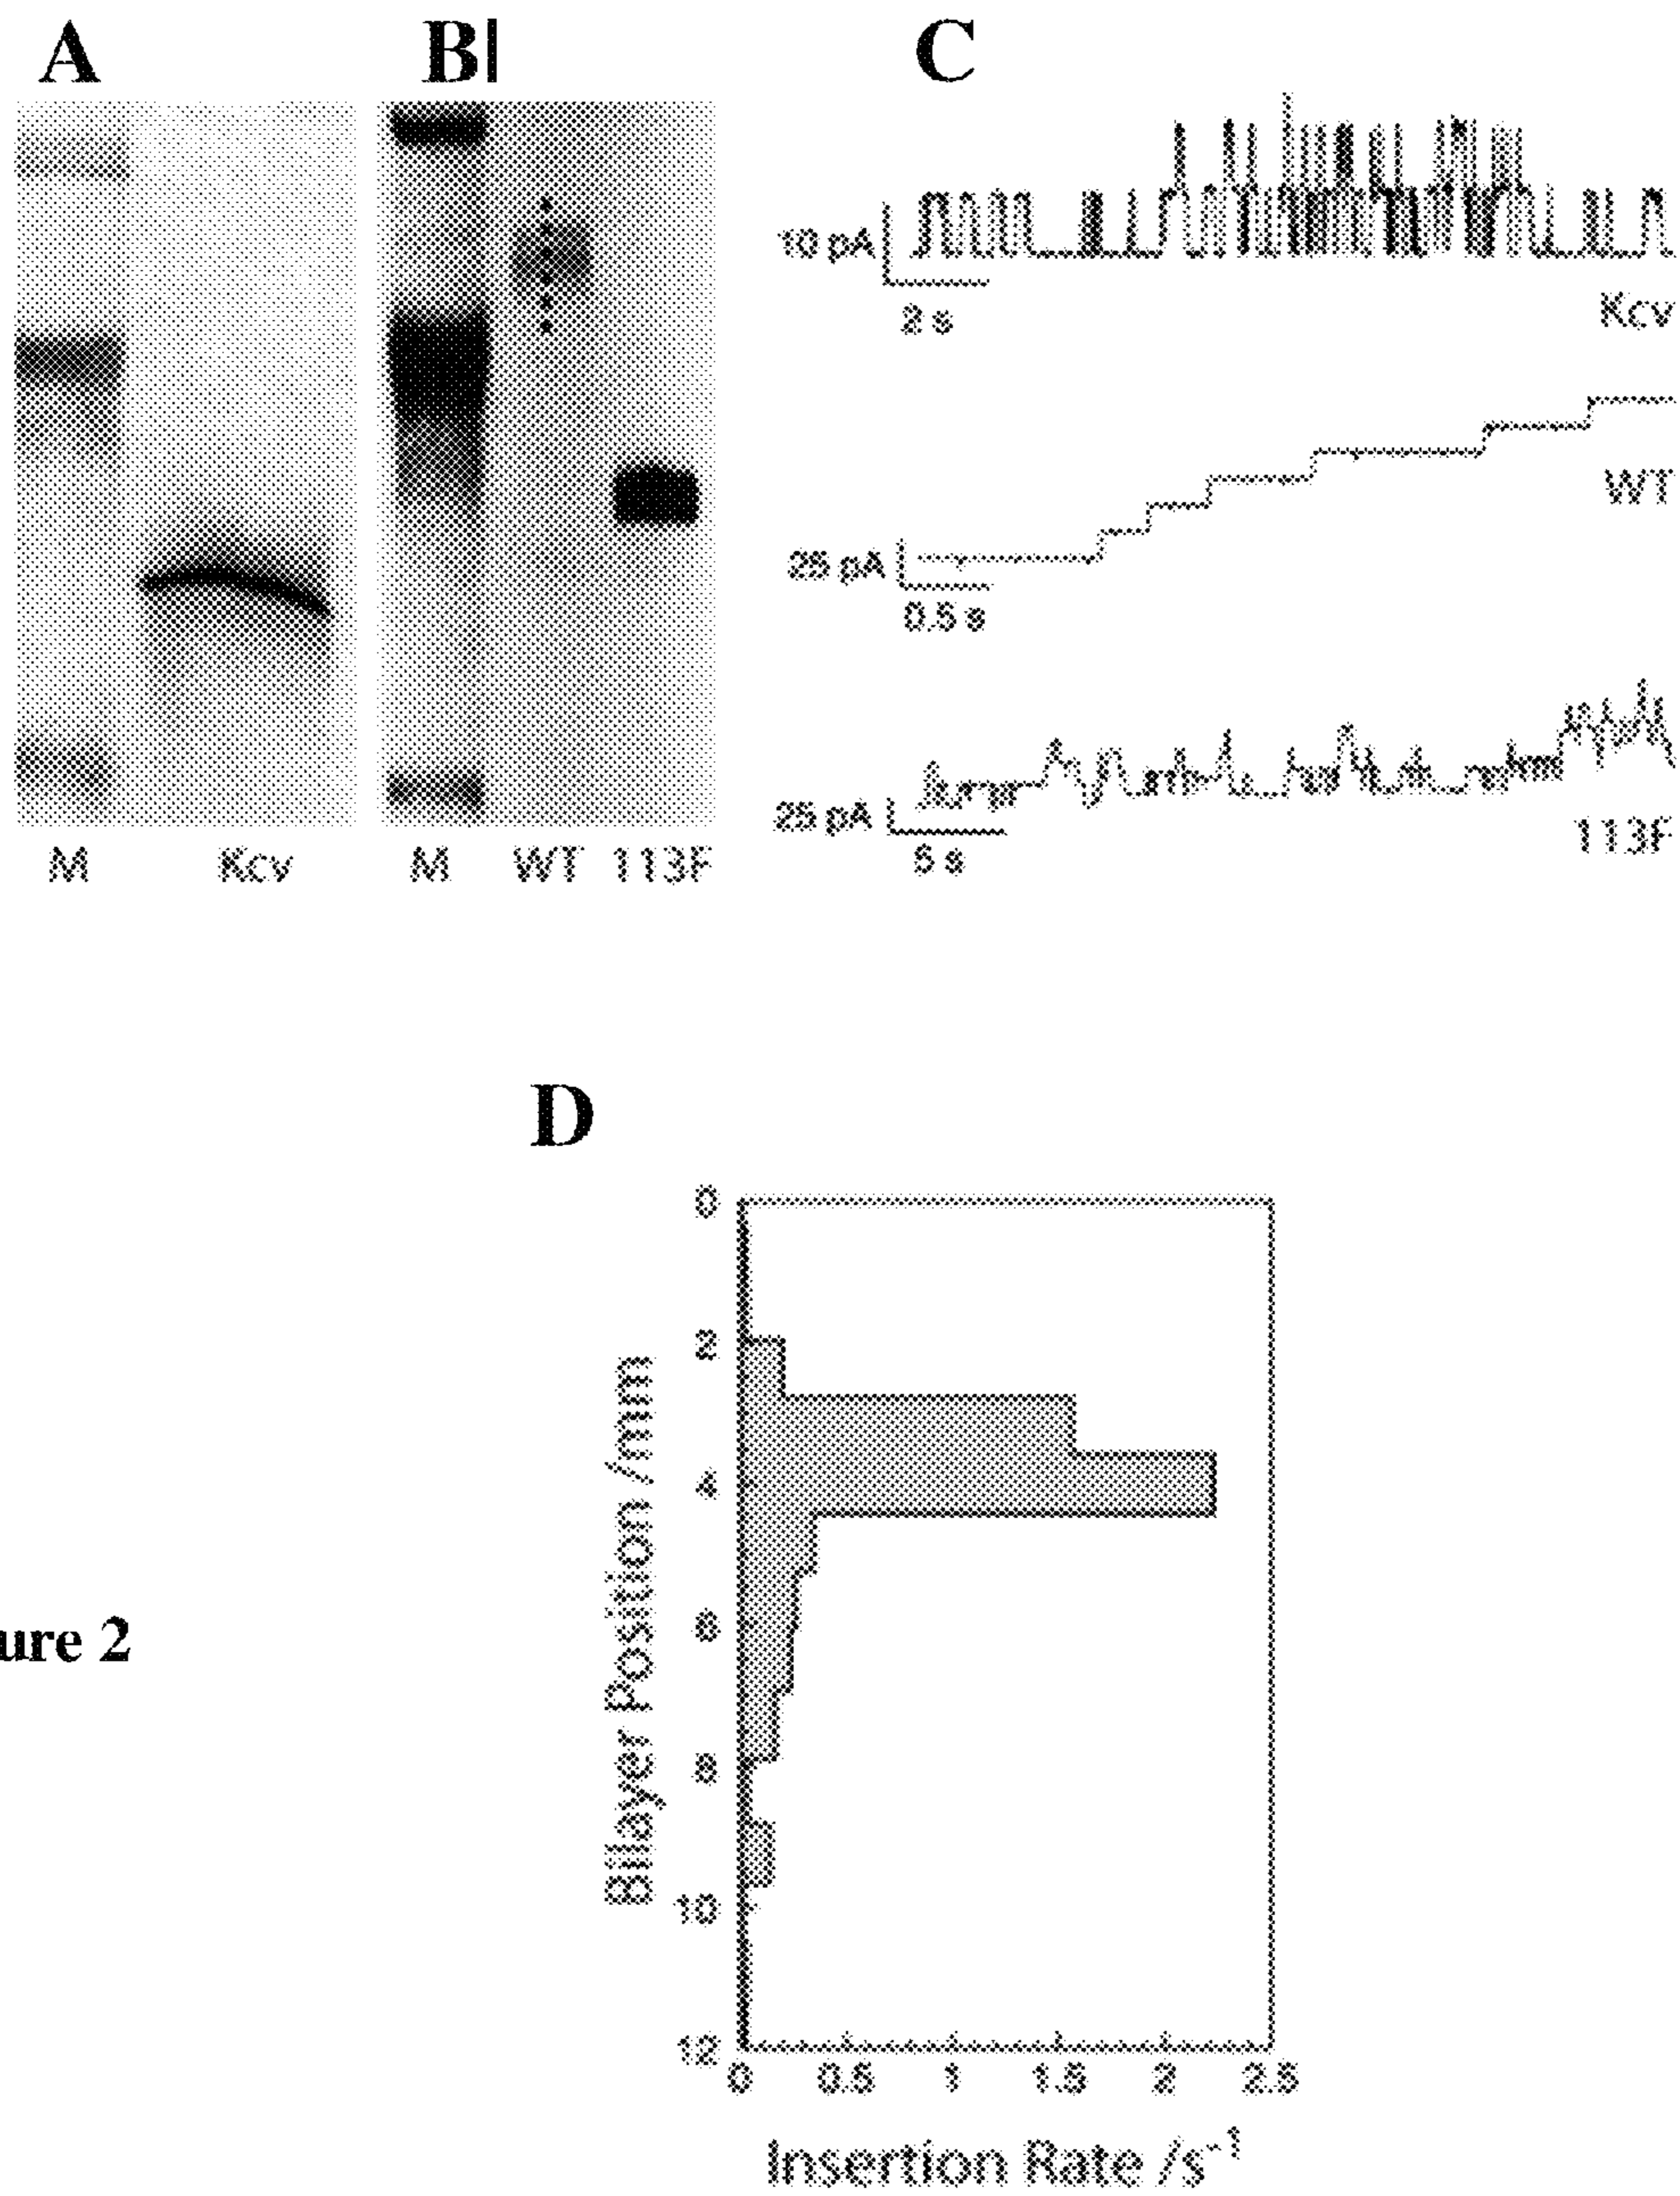 A
B|
C
10 pA
2 s
Kcv
WT
25 pA
0.5 s
25 pA
5 s
113F
M
Kcv
M
WT
113F
D
0
2
4
6
8
10
12
Bilayer Position /mm
0
0.5
1
1.5
2
2.5
Insertion Rate /s⁻¹
ure 2